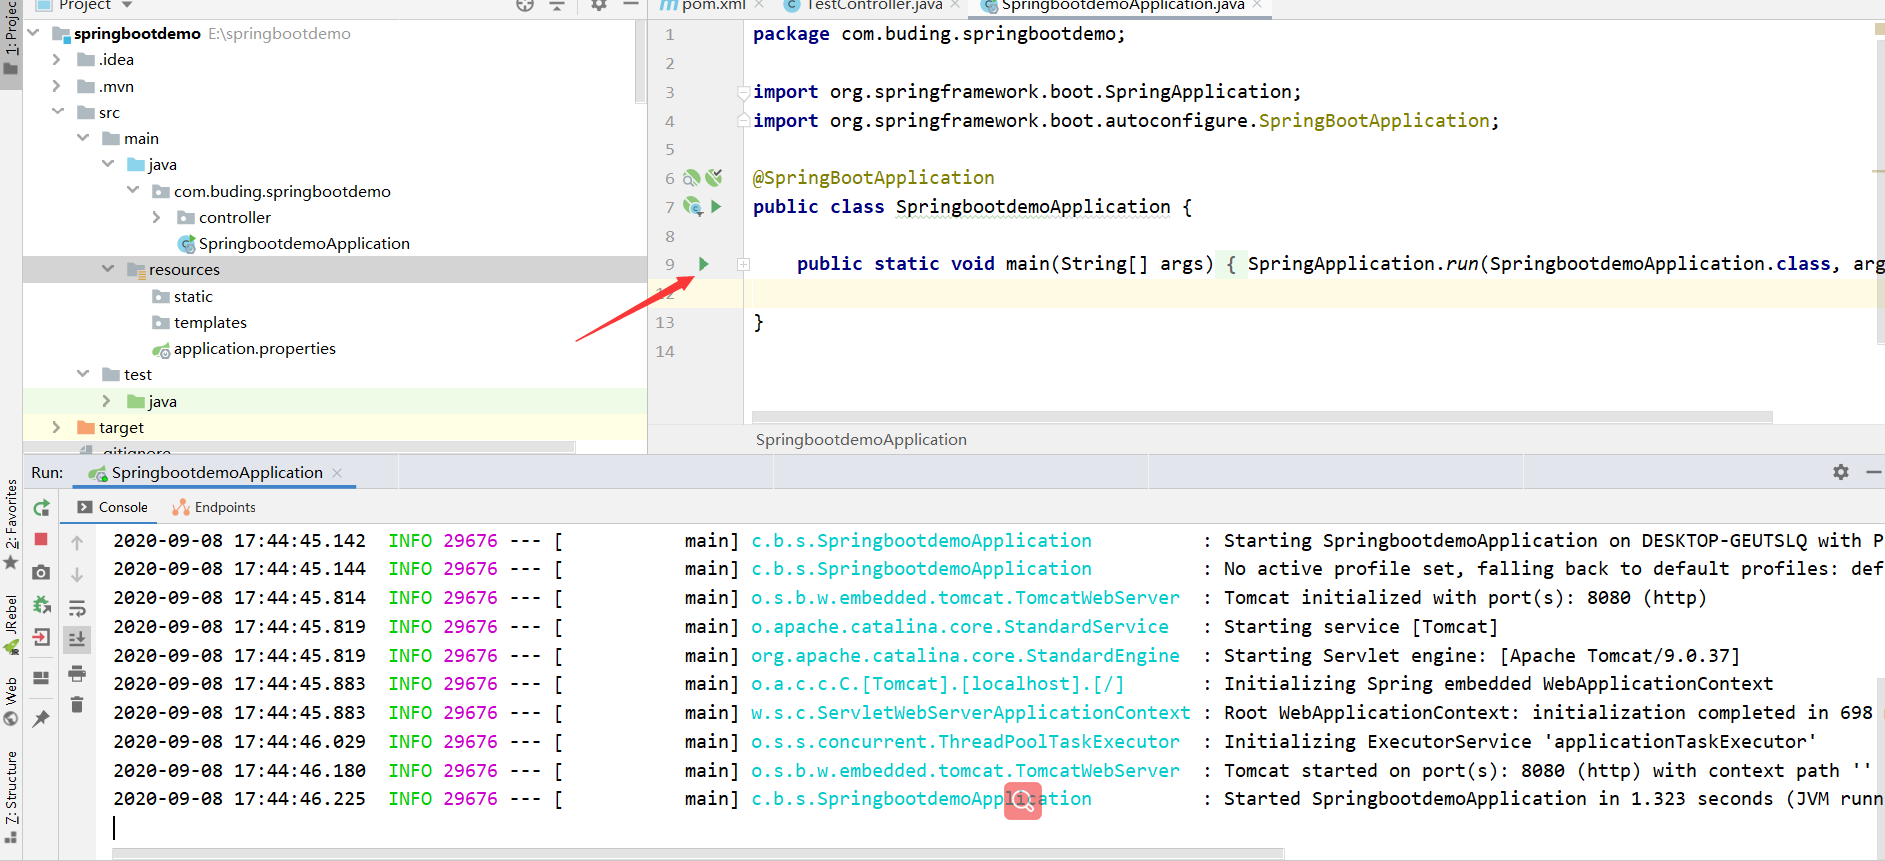 Project
pom.xml
TestController.java
SpringbootdemoApplication.java
1: Project
springbootdemo E:\springbootdemo
.idea
.mvn
src
main
java
com.buding.springbootdemo
controller
SpringbootdemoApplication
resources
static
templates
application.properties
test
java
target
.gitignore
1 package com.buding.springbootdemo;
2
3 import org.springframework.boot.SpringApplication;
4 import org.springframework.boot.autoconfigure.SpringBootApplication;
5
6 @SpringBootApplication
7 public class SpringbootdemoApplication {
8
9 public static void main(String[] args) { SpringApplication.run(SpringbootdemoApplication.class, arg
12
13 }
14
SpringbootdemoApplication
Run: SpringbootdemoApplication
Console Endpoints
2: Favorites
JRebel
Web
Z: Structure
2020-09-08 17:44:45.142 INFO 29676 --- [ main] c.b.s.SpringbootdemoApplication : Starting SpringbootdemoApplication on DESKTOP-GEUTSLQ with P
2020-09-08 17:44:45.144 INFO 29676 --- [ main] c.b.s.SpringbootdemoApplication : No active profile set, falling back to default profiles: def
2020-09-08 17:44:45.814 INFO 29676 --- [ main] o.s.b.w.embedded.tomcat.TomcatWebServer : Tomcat initialized with port(s): 8080 (http)
2020-09-08 17:44:45.819 INFO 29676 --- [ main] o.apache.catalina.core.StandardService : Starting service [Tomcat]
2020-09-08 17:44:45.819 INFO 29676 --- [ main] org.apache.catalina.core.StandardEngine : Starting Servlet engine: [Apache Tomcat/9.0.37]
2020-09-08 17:44:45.883 INFO 29676 --- [ main] o.a.c.c.C.[Tomcat].[localhost].[/] : Initializing Spring embedded WebApplicationContext
2020-09-08 17:44:45.883 INFO 29676 --- [ main] w.s.c.ServletWebServerApplicationContext : Root WebApplicationContext: initialization completed in 698
2020-09-08 17:44:46.029 INFO 29676 --- [ main] o.s.s.concurrent.ThreadPoolTaskExecutor : Initializing ExecutorService 'applicationTaskExecutor'
2020-09-08 17:44:46.180 INFO 29676 --- [ main] o.s.b.w.embedded.tomcat.TomcatWebServer : Tomcat started on port(s): 8080 (http) with context path ''
2020-09-08 17:44:46.225 INFO 29676 --- [ main] c.b.s.SpringbootdemoApplication : Started SpringbootdemoApplication in 1.323 seconds (JVM runn